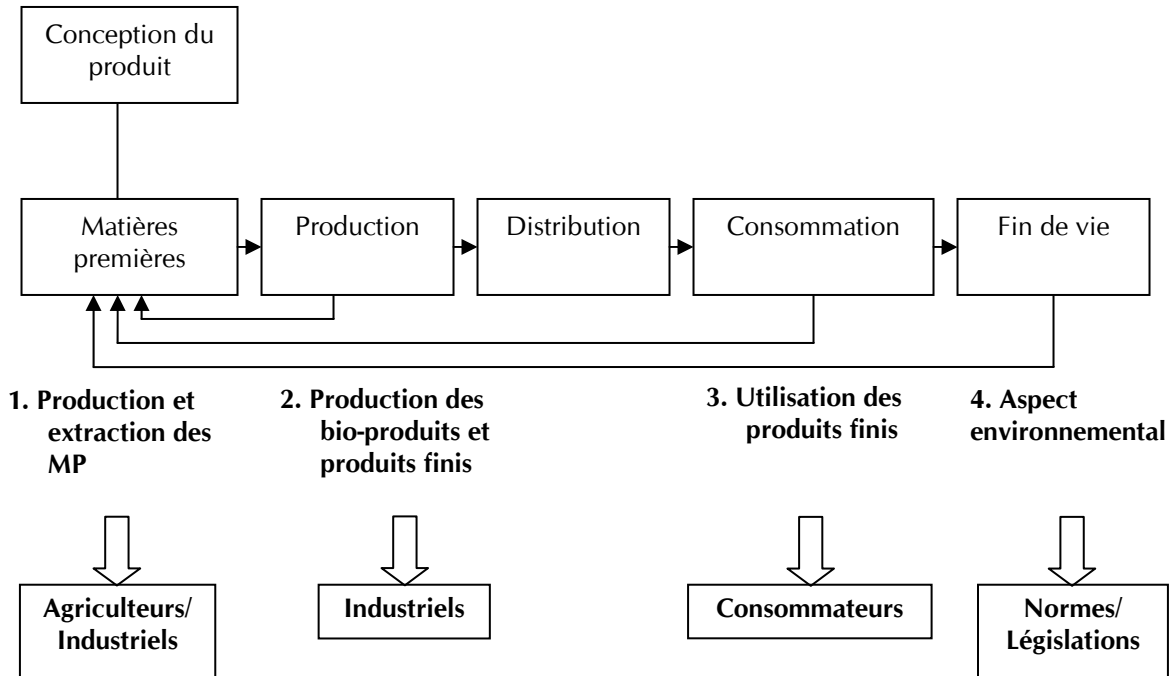 Conception du
produit
Matières
premières
Production
Distribution
Consommation
Fin de vie
1. Production et
extraction des
MP
2. Production des
bio-produits et
produits finis
3. Utilisation des
produits finis
4. Aspect
environnemental
Agriculteurs/
Industriels
Industriels
Consommateurs
Normes/
Législations